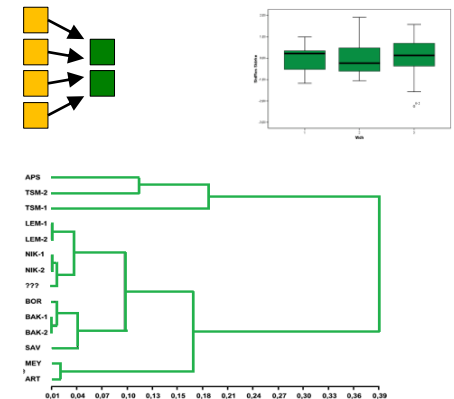 APS
TSM-2
TSM-1
LEM-1
LEM-2
NIK-1
NIK-2
???
BOR
BAK-1
BAK-2
SAV
MEY
ART
0,01 0,04 0,07 0,10 0,13 0,15 0,18 0,21 0,24 0,27 0,30 0,33 0,36 0,39